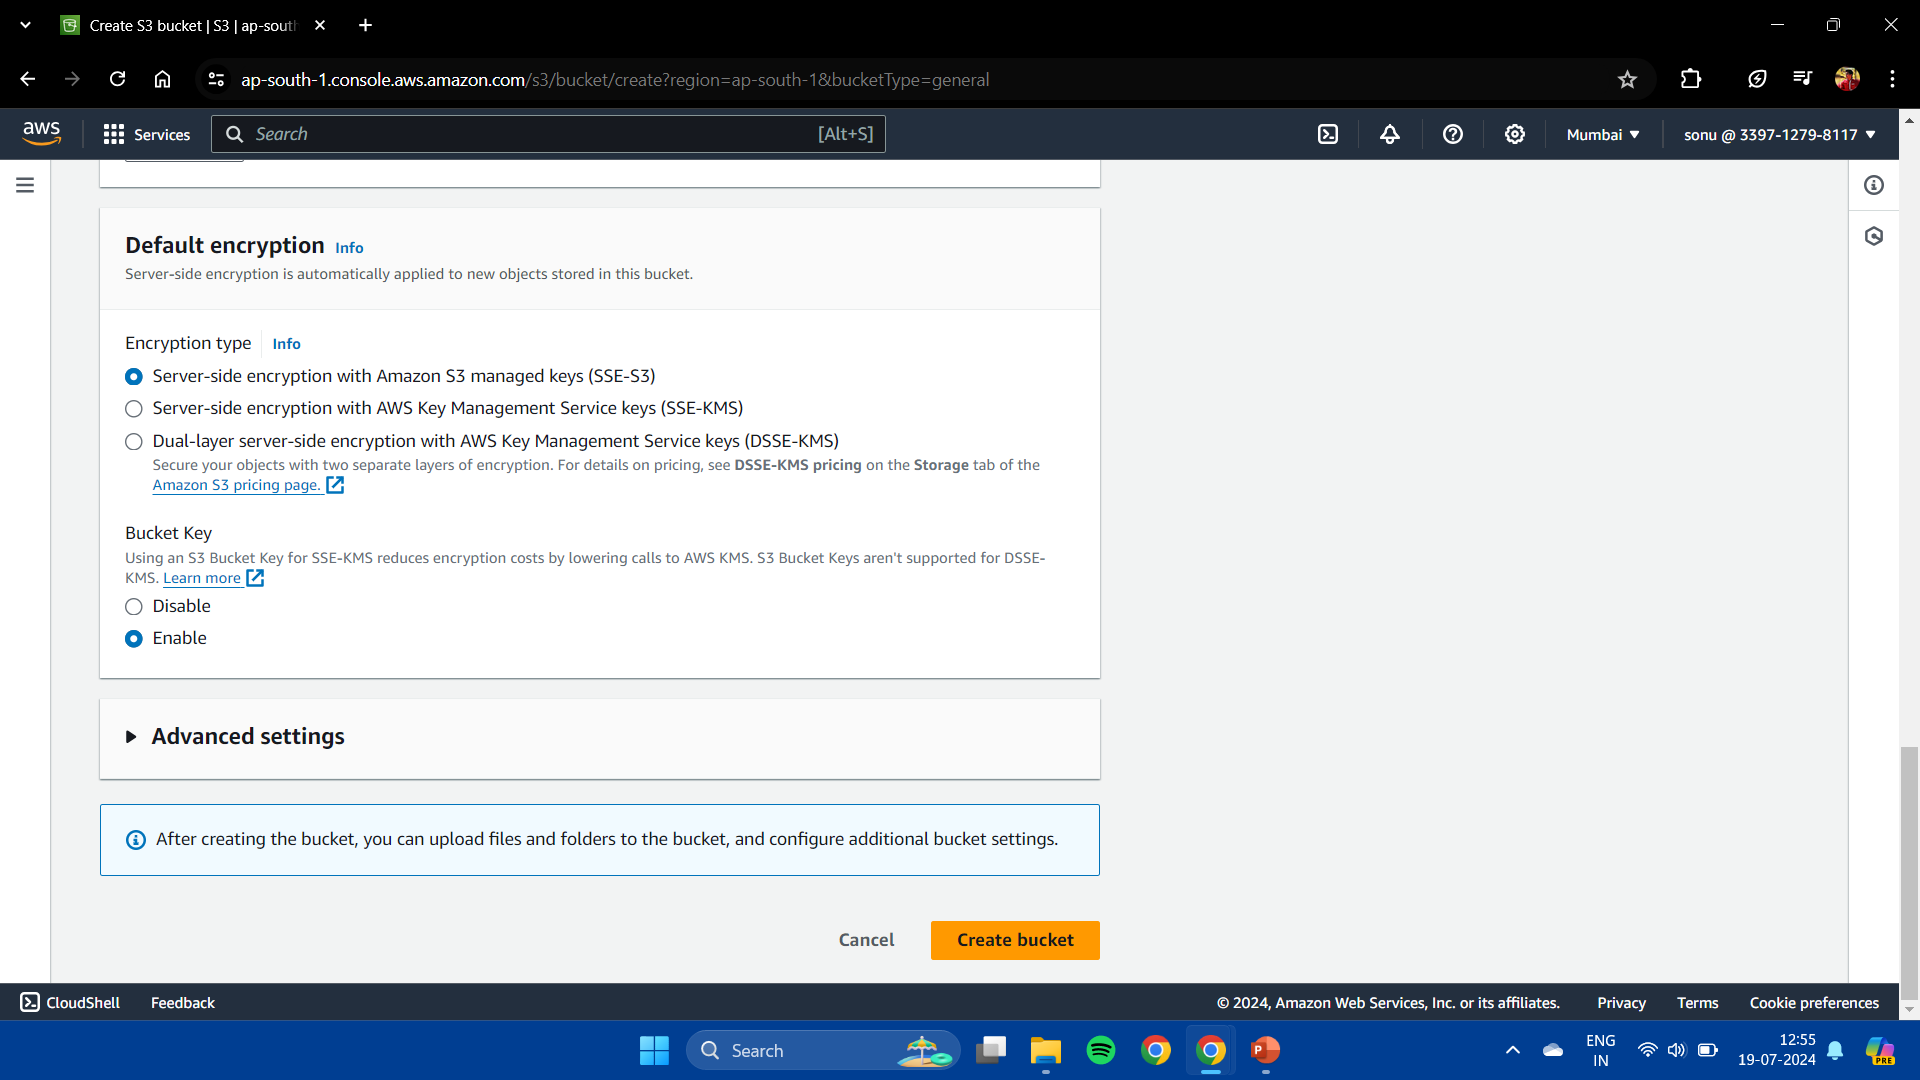 Create S3 bucket | S3 | ap-south
ap-south-1.console.aws.amazon.com/s3/bucket/create?region=ap-south-1&bucketType=general
aws
Services
Search
[Alt+S]
Mumbai
sonu @ 3397-1279-8117
Default encryption Info
Server-side encryption is automatically applied to new objects stored in this bucket.
Encryption type Info
Server-side encryption with Amazon S3 managed keys (SSE-S3)
Server-side encryption with AWS Key Management Service keys (SSE-KMS)
Dual-layer server-side encryption with AWS Key Management Service keys (DSSE-KMS)
Secure your objects with two separate layers of encryption. For details on pricing, see DSSE-KMS pricing on the Storage tab of the
Amazon S3 pricing page.
Bucket Key
Using an S3 Bucket Key for SSE-KMS reduces encryption costs by lowering calls to AWS KMS. S3 Bucket Keys aren't supported for DSSE-
KMS. Learn more
Disable
Enable
Advanced settings
After creating the bucket, you can upload files and folders to the bucket, and configure additional bucket settings.
Cancel
Create bucket
CloudShell
Feedback
© 2024, Amazon Web Services, Inc. or its affiliates.
Privacy
Terms
Cookie preferences
Search
P
ENG
IN
12:55
19-07-2024
PRE